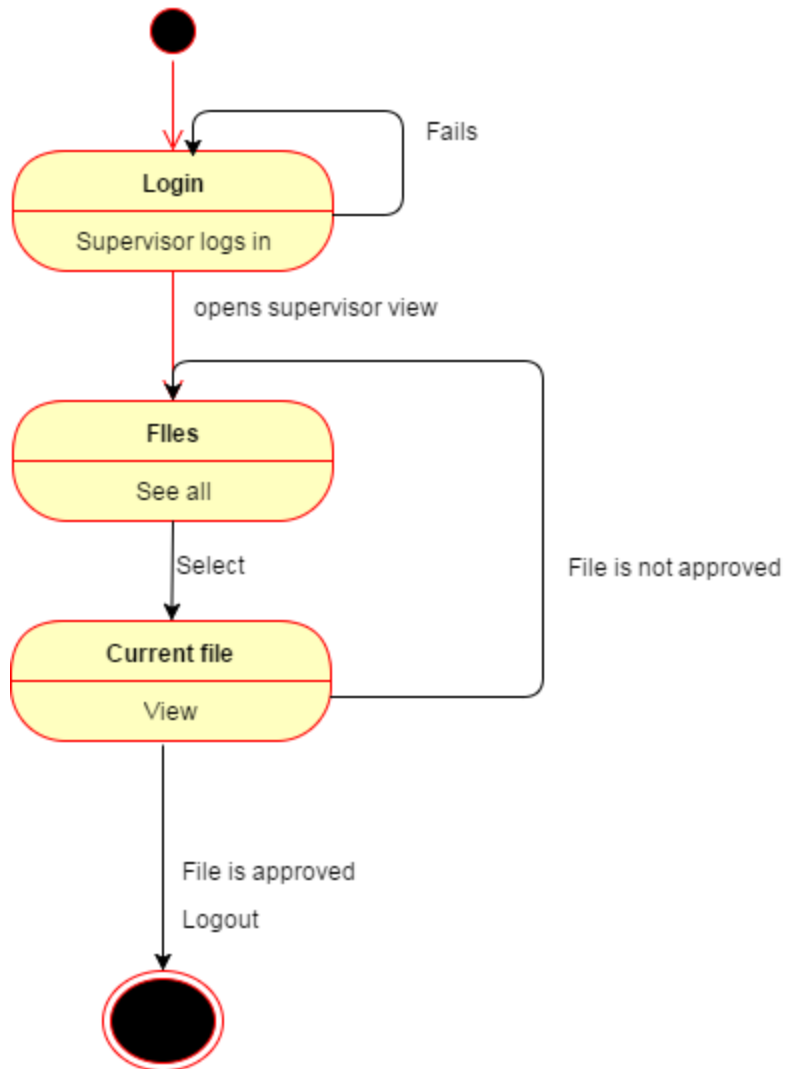 Fails
Login
Supervisor logs in
opens supervisor view
FIles
See all
Select
File is not approved
Current file
View
File is approved
Logout